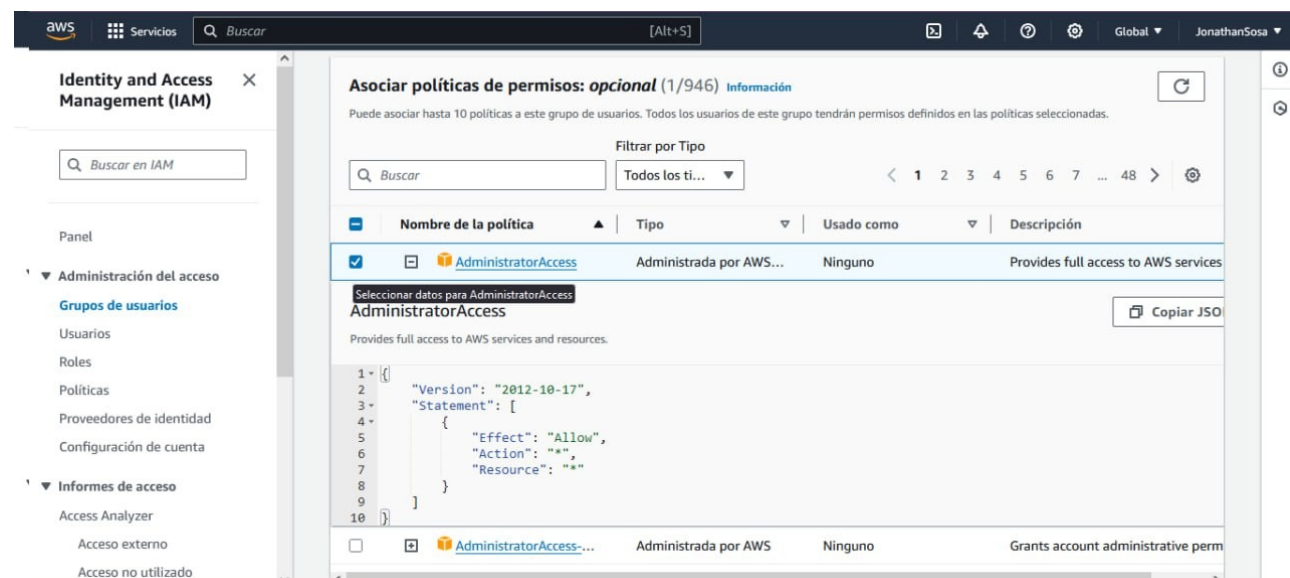 aws
Servicios
Buscar
[Alt+S]
Global
JonathanSosa
Identity and Access
Management (IAM)
Buscar en IAM
Panel
Administración del acceso
Grupos de usuarios
Usuarios
Roles
Políticas
Proveedores de identidad
Configuración de cuenta
Informes de acceso
Access Analyzer
Acceso externo
Acceso no utilizado
Asociar políticas de permisos: opcional (1/946) Información
Puede asociar hasta 10 políticas a este grupo de usuarios. Todos los usuarios de este grupo tendrán permisos definidos en las políticas seleccionadas.
Filtrar por Tipo
Buscar
Todos los ti...
1 2 3 4 5 6 7 ... 48
Nombre de la política Tipo Usado como Descripción
AdministratorAccess Administrada por AWS... Ninguno Provides full access to AWS services
Seleccionar datos para AdministratorAccess
AdministratorAccess
Copiar JSO
Provides full access to AWS services and resources.
1 {
2 "Version": "2012-10-17",
3 "Statement": [
4 {
5 "Effect": "Allow",
6 "Action": "*",
7 "Resource": "*"
8 }
9 ]
10 }
AdministratorAccess-... Administrada por AWS Ninguno Grants account administrative perm